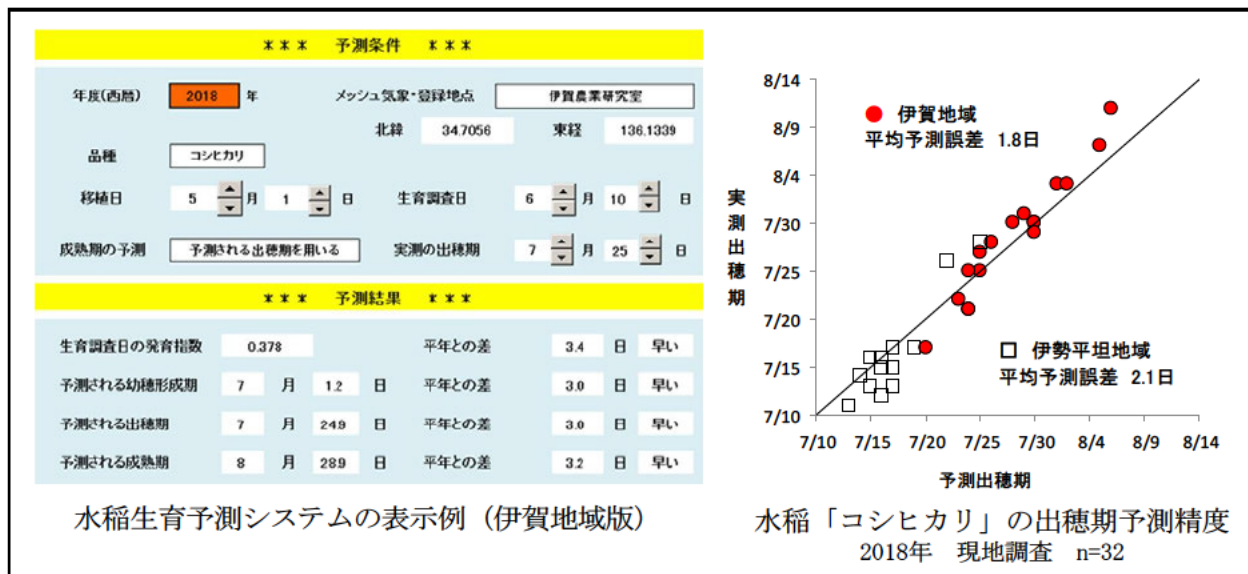 *** 予測条件 ***
年度(西暦) 2018 年 メッシュ気象・登録地点 伊賀農業研究室
北緯 34.7056 東経 136.1339
品種 コシヒカリ
移植日 5 月 1 日 生育調査日 6 月 10 日
成熟期の予測 予測される出穂期を用いる 実測の出穂期 7 月 25 日
*** 予測結果 ***
生育調査日の発育指数 0.378 平年との差 3.4 日 早い
予測される幼穂形成期 7 月 1.2 日 平年との差 3.0 日 早い
予測される出穂期 7 月 24.9 日 平年との差 3.0 日 早い
予測される成熟期 8 月 28.9 日 平年との差 3.2 日 早い
水稲生育予測システムの表示例（伊賀地域版）
8/14
8/9
8/4
7/30
7/25
7/20
7/15
7/10
実測出穂期
伊賀地域
平均予測誤差 1.8日
伊勢平坦地域
平均予測誤差 2.1日
7/10 7/15 7/20 7/25 7/30 8/4 8/9 8/14
予測出穂期
水稲「コシヒカリ」の出穂期予測精度
2018年 現地調査 n=32